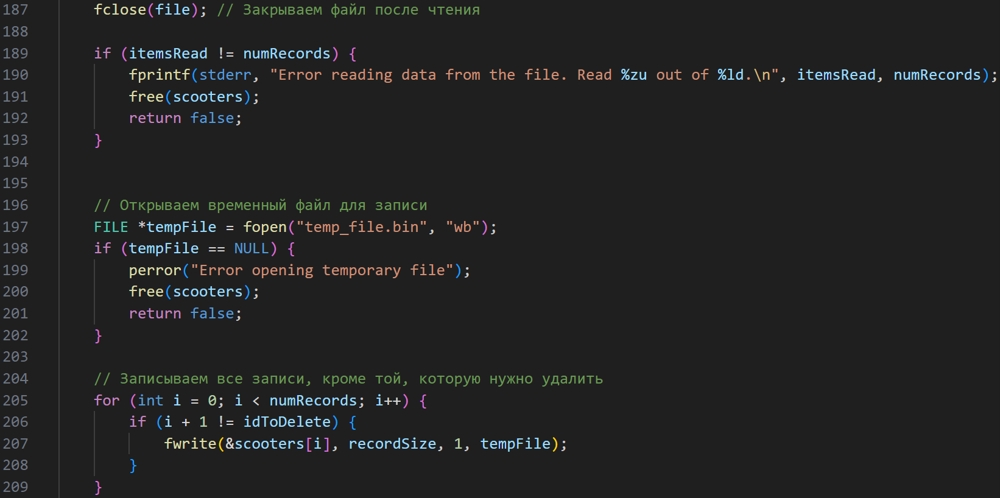 187 fclose(file); // Закрываем файл после чтения
188
189 if (itemsRead != numRecords) {
190 fprintf(stderr, "Error reading data from the file. Read %zu out of %ld.\n", itemsRead, numRecords);
191 free(scooters);
192 return false;
193 }
194
195
196 // Открываем временный файл для записи
197 FILE *tempFile = fopen("temp_file.bin", "wb");
198 if (tempFile == NULL) {
199 perror("Error opening temporary file");
200 free(scooters);
201 return false;
202 }
203
204 // Записываем все записи, кроме той, которую нужно удалить
205 for (int i = 0; i < numRecords; i++) {
206 if (i + 1 != idToDelete) {
207 fwrite(&scooters[i], recordSize, 1, tempFile);
208 }
209 }